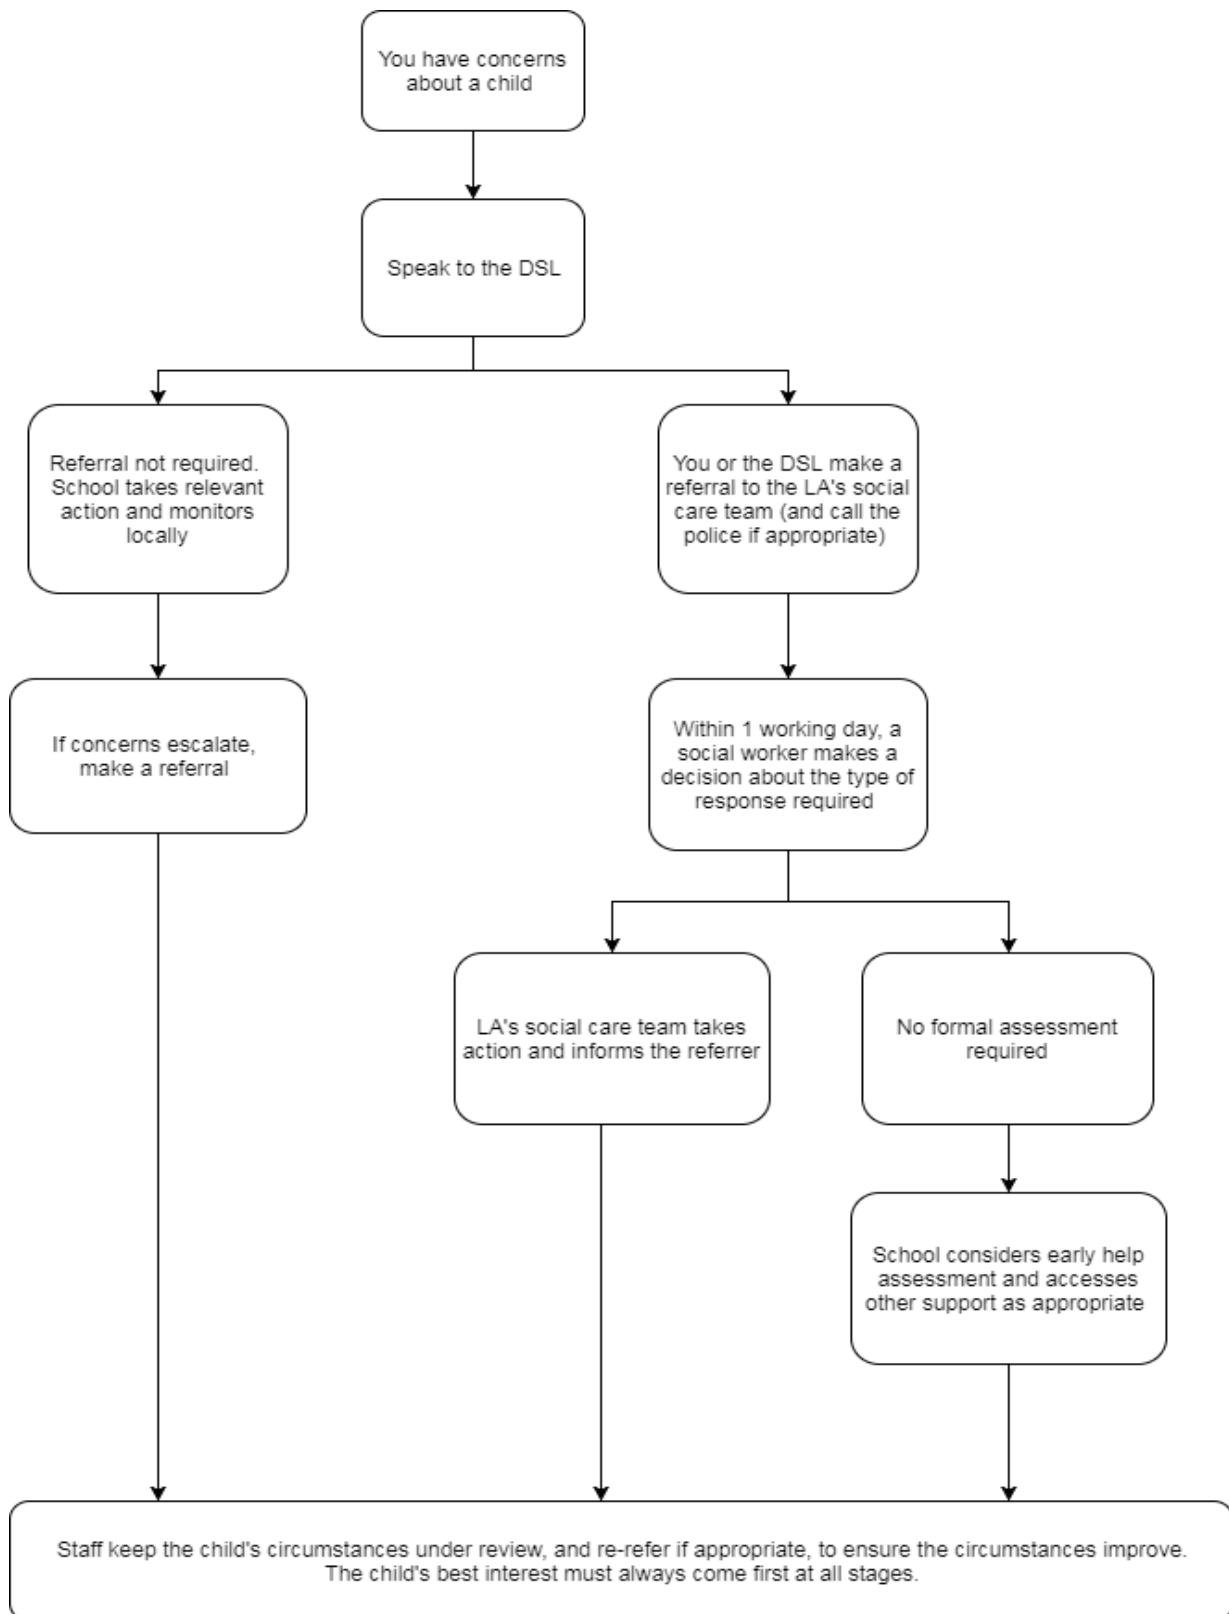 You have concerns
about a child
Speak to the DSL
Referral not required.
School takes relevant
action and monitors
locally
You or the DSL make a
referral to the LA's social
care team (and call the
police if appropriate)
If concerns escalate,
make a referral
Within 1 working day, a
social worker makes a
decision about the type of
response required
LA's social care team takes
action and informs the referrer
No formal assessment
required
School considers early help
assessment and accesses
other support as appropriate
Staff keep the child's circumstances under review, and re-refer if appropriate, to ensure the circumstances improve.
The child's best interest must always come first at all stages.